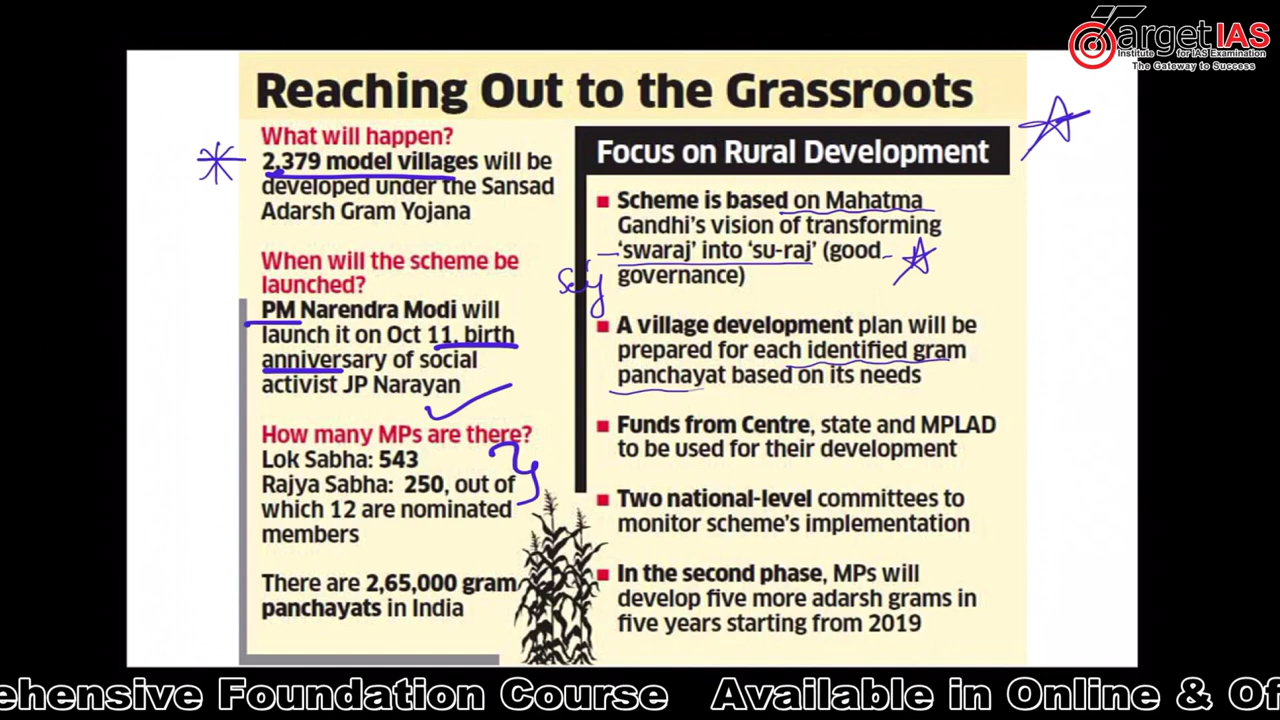 Target IAS
Institute for IAS Examination
The Gateway to Success
Reaching Out to the Grassroots
What will happen?
2,379 model villages will be
developed under the Sansad
Adarsh Gram Yojana
When will the scheme be
launched?
PM Narendra Modi will
launch it on Oct 11, birth
anniversary of social
activist JP Narayan
How many MPs are there?
Lok Sabha: 543
Rajya Sabha: 250, out of
which 12 are nominated
members
There are 2,65,000 gram
panchayats in India
Focus on Rural Development
Scheme is based on Mahatma
Gandhi's vision of transforming
'swaraj' into 'su-raj' (good
governance)
A village development plan will be
prepared for each identified gram
panchayat based on its needs
Funds from Centre, state and MPLAD
to be used for their development
Two national-level committees to
monitor scheme's implementation
In the second phase, MPs will
develop five more adarsh grams in
five years starting from 2019
ehensive Foundation Course Available in Online & Of